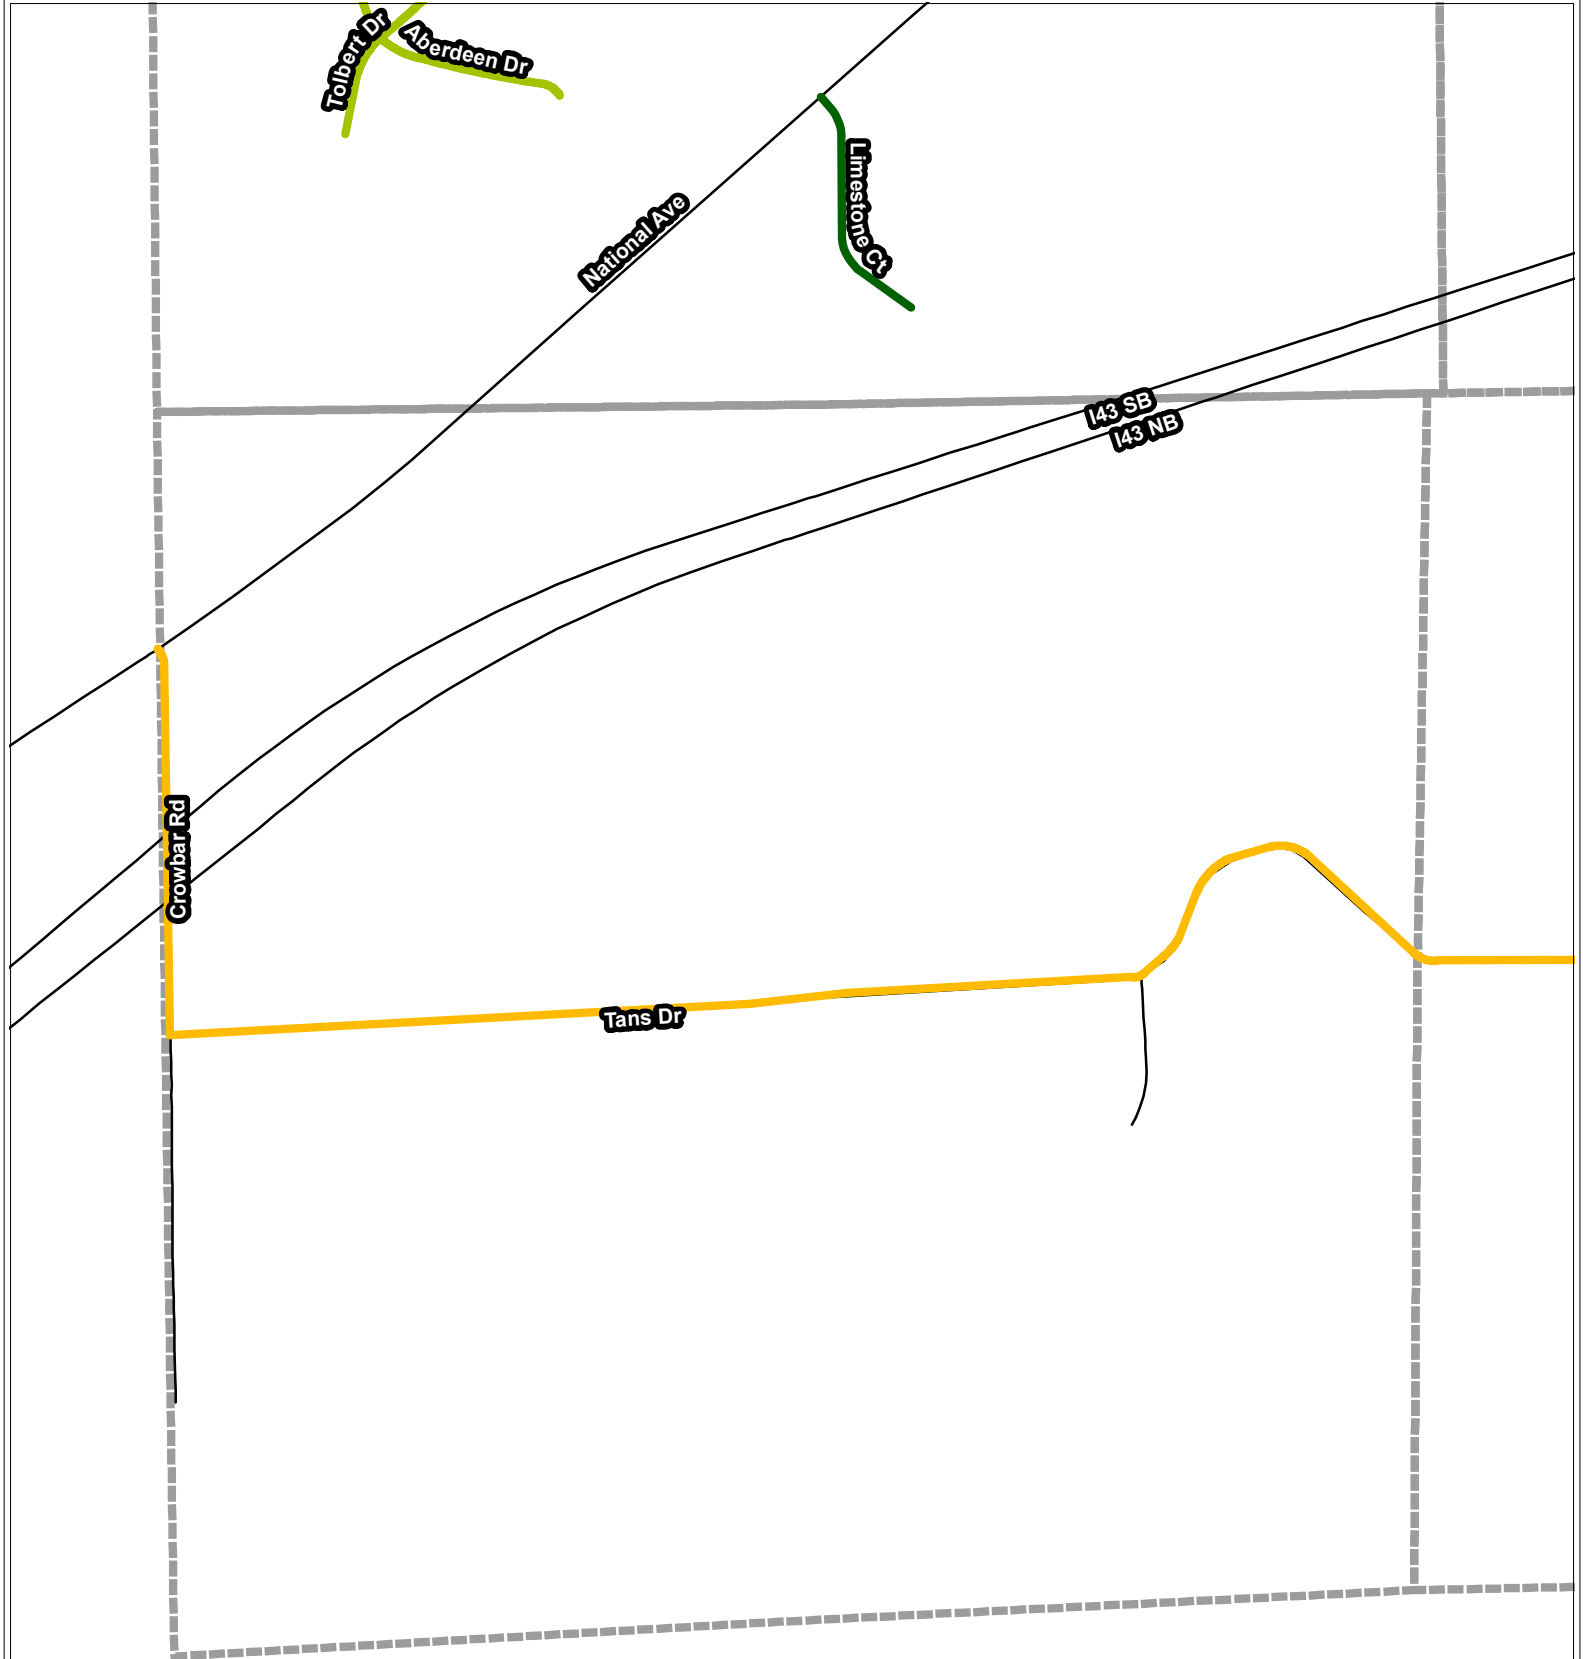 Tolbert Dr
Aberdeen Dr
National Ave
Limestone Ct
I43 SB
I43 NB
Crowbar Rd
Tans Dr